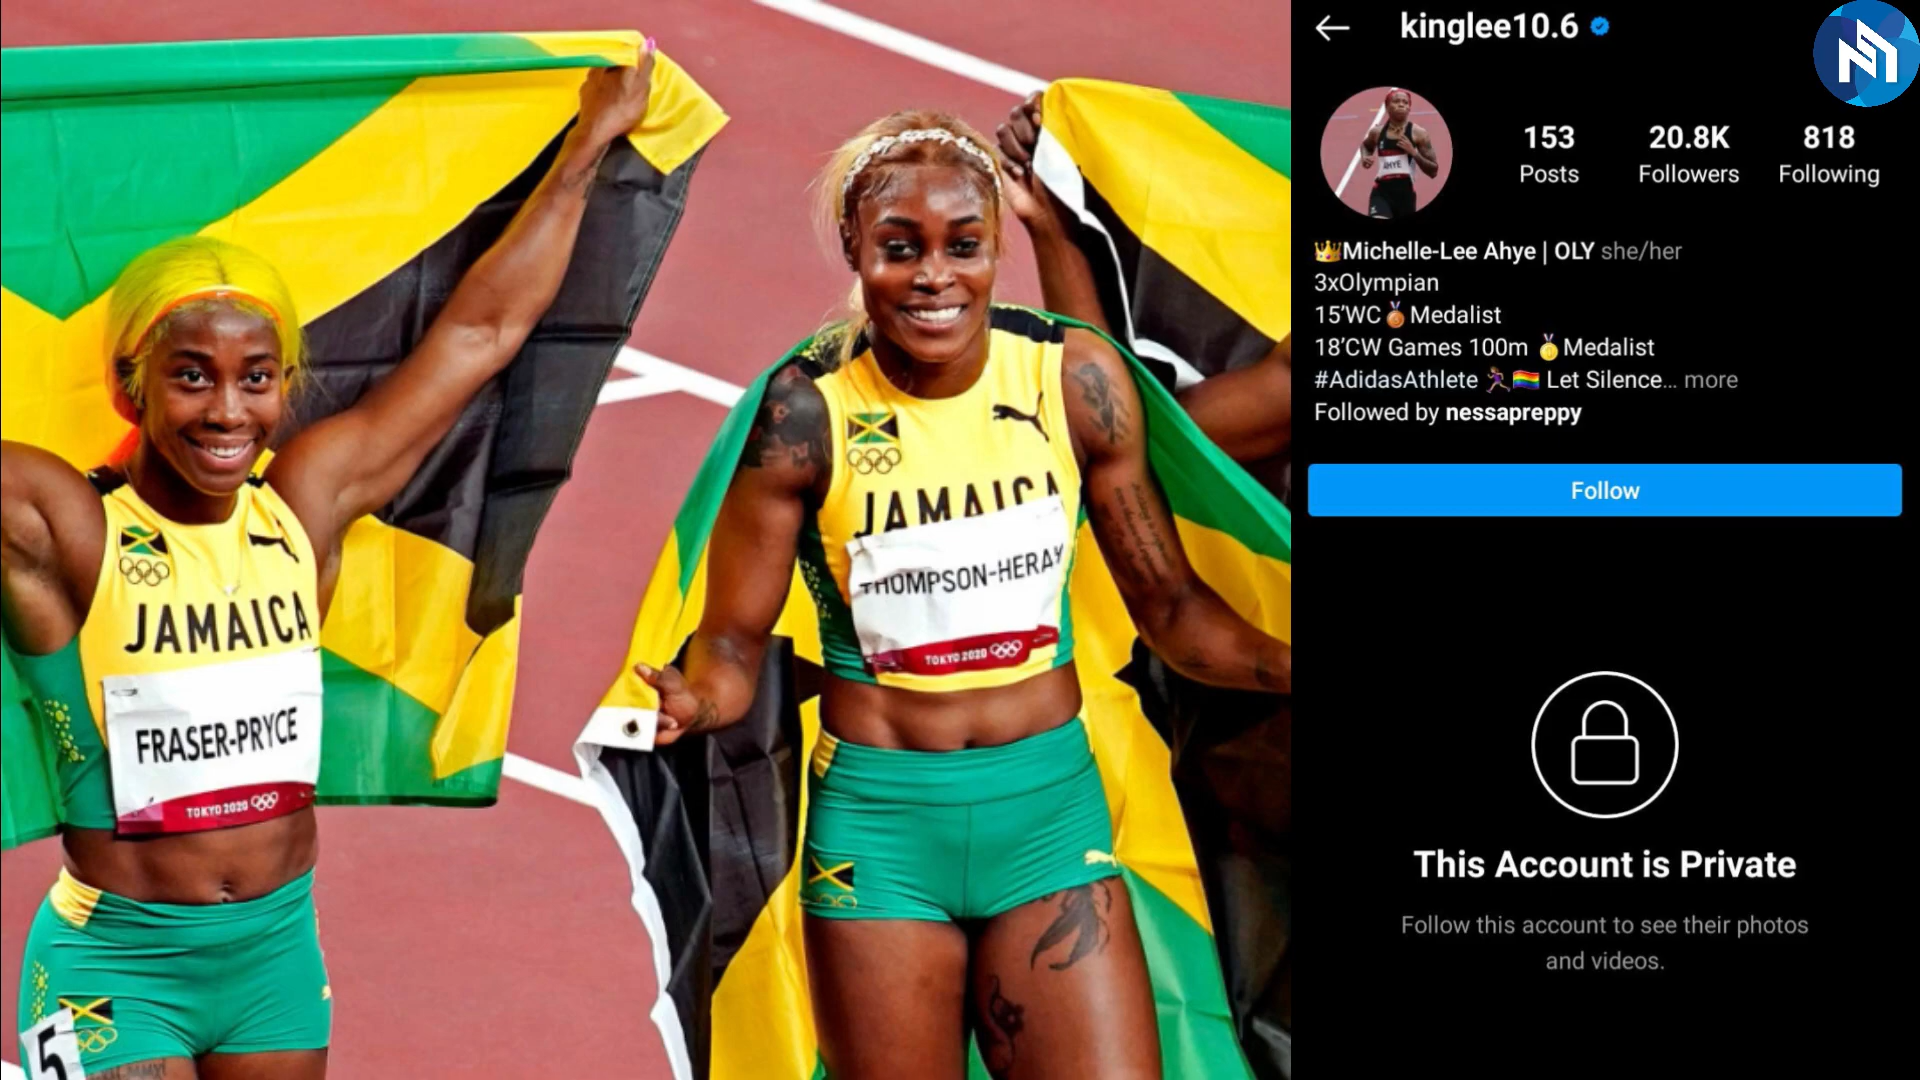 JAMAICA
FRASER-PRYCE
TOKYO 2020
5
JAMAICA
THOMPSON-HERAH
TOKYO 2020
kinglee10.6
AHYE
153 20.8K 818
Posts Followers Following
👑Michelle-Lee Ahye | OLY she/her
3xOlympian
15'WC🥉Medalist
18'CW Games 100m 🥇Medalist
#AdidasAthlete 🏃🏾‍♀️🏳️‍🌈 Let Silence... more
Followed by nessapreppy
Follow
This Account is Private
Follow this account to see their photos
and videos.